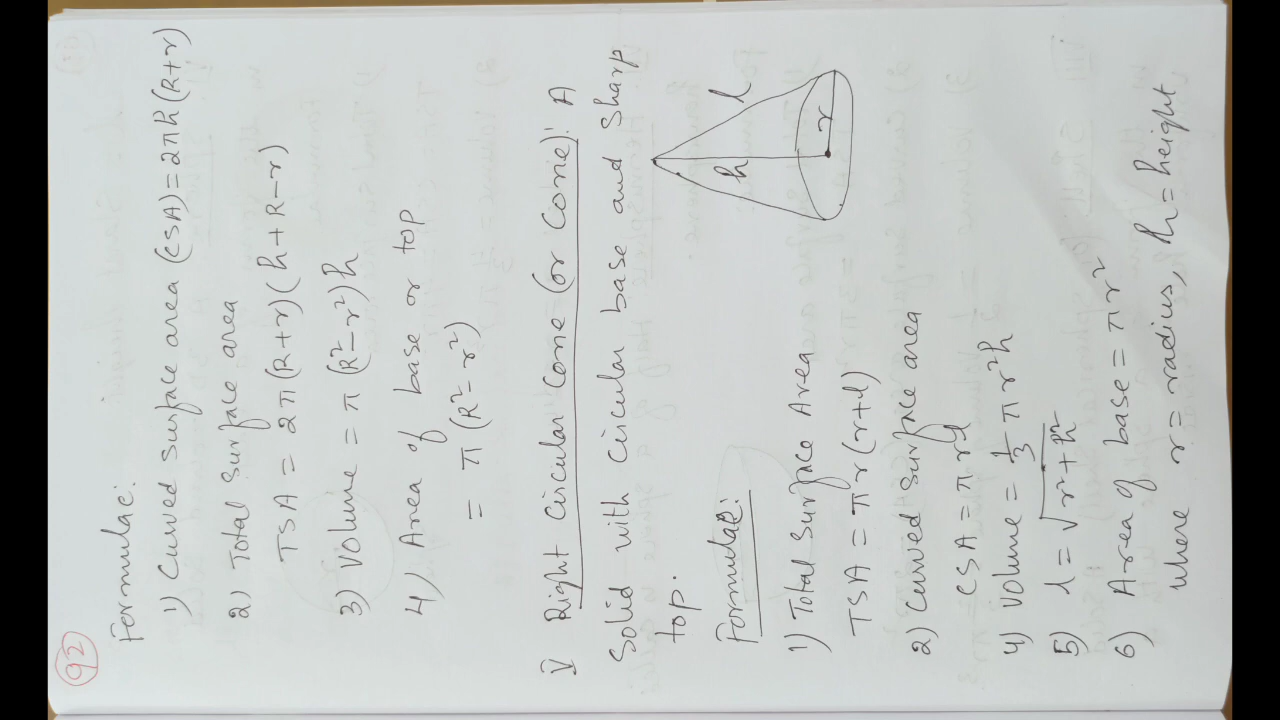 92
Formulae:
1) Curved surface area (CSA) = 2πh(R+r)
2) Total surface area
TSA = 2π(R+r)(h+R-r)
3) Volume = π(R²-r²)h
4) Area of base or top
= π(R²-r²)
V Right circular Cone (or Cone): A
Solid with circular base and sharp
top.
h
l
r
Formulae:
1) Total Surface Area
TSA = πr(r+l)
2) Curved surface area
CSA = πrl
4) Volume = 1/3 πr²h
5) l = √r²+h²
6) Area of base = πr²
where r = radius, h = height,